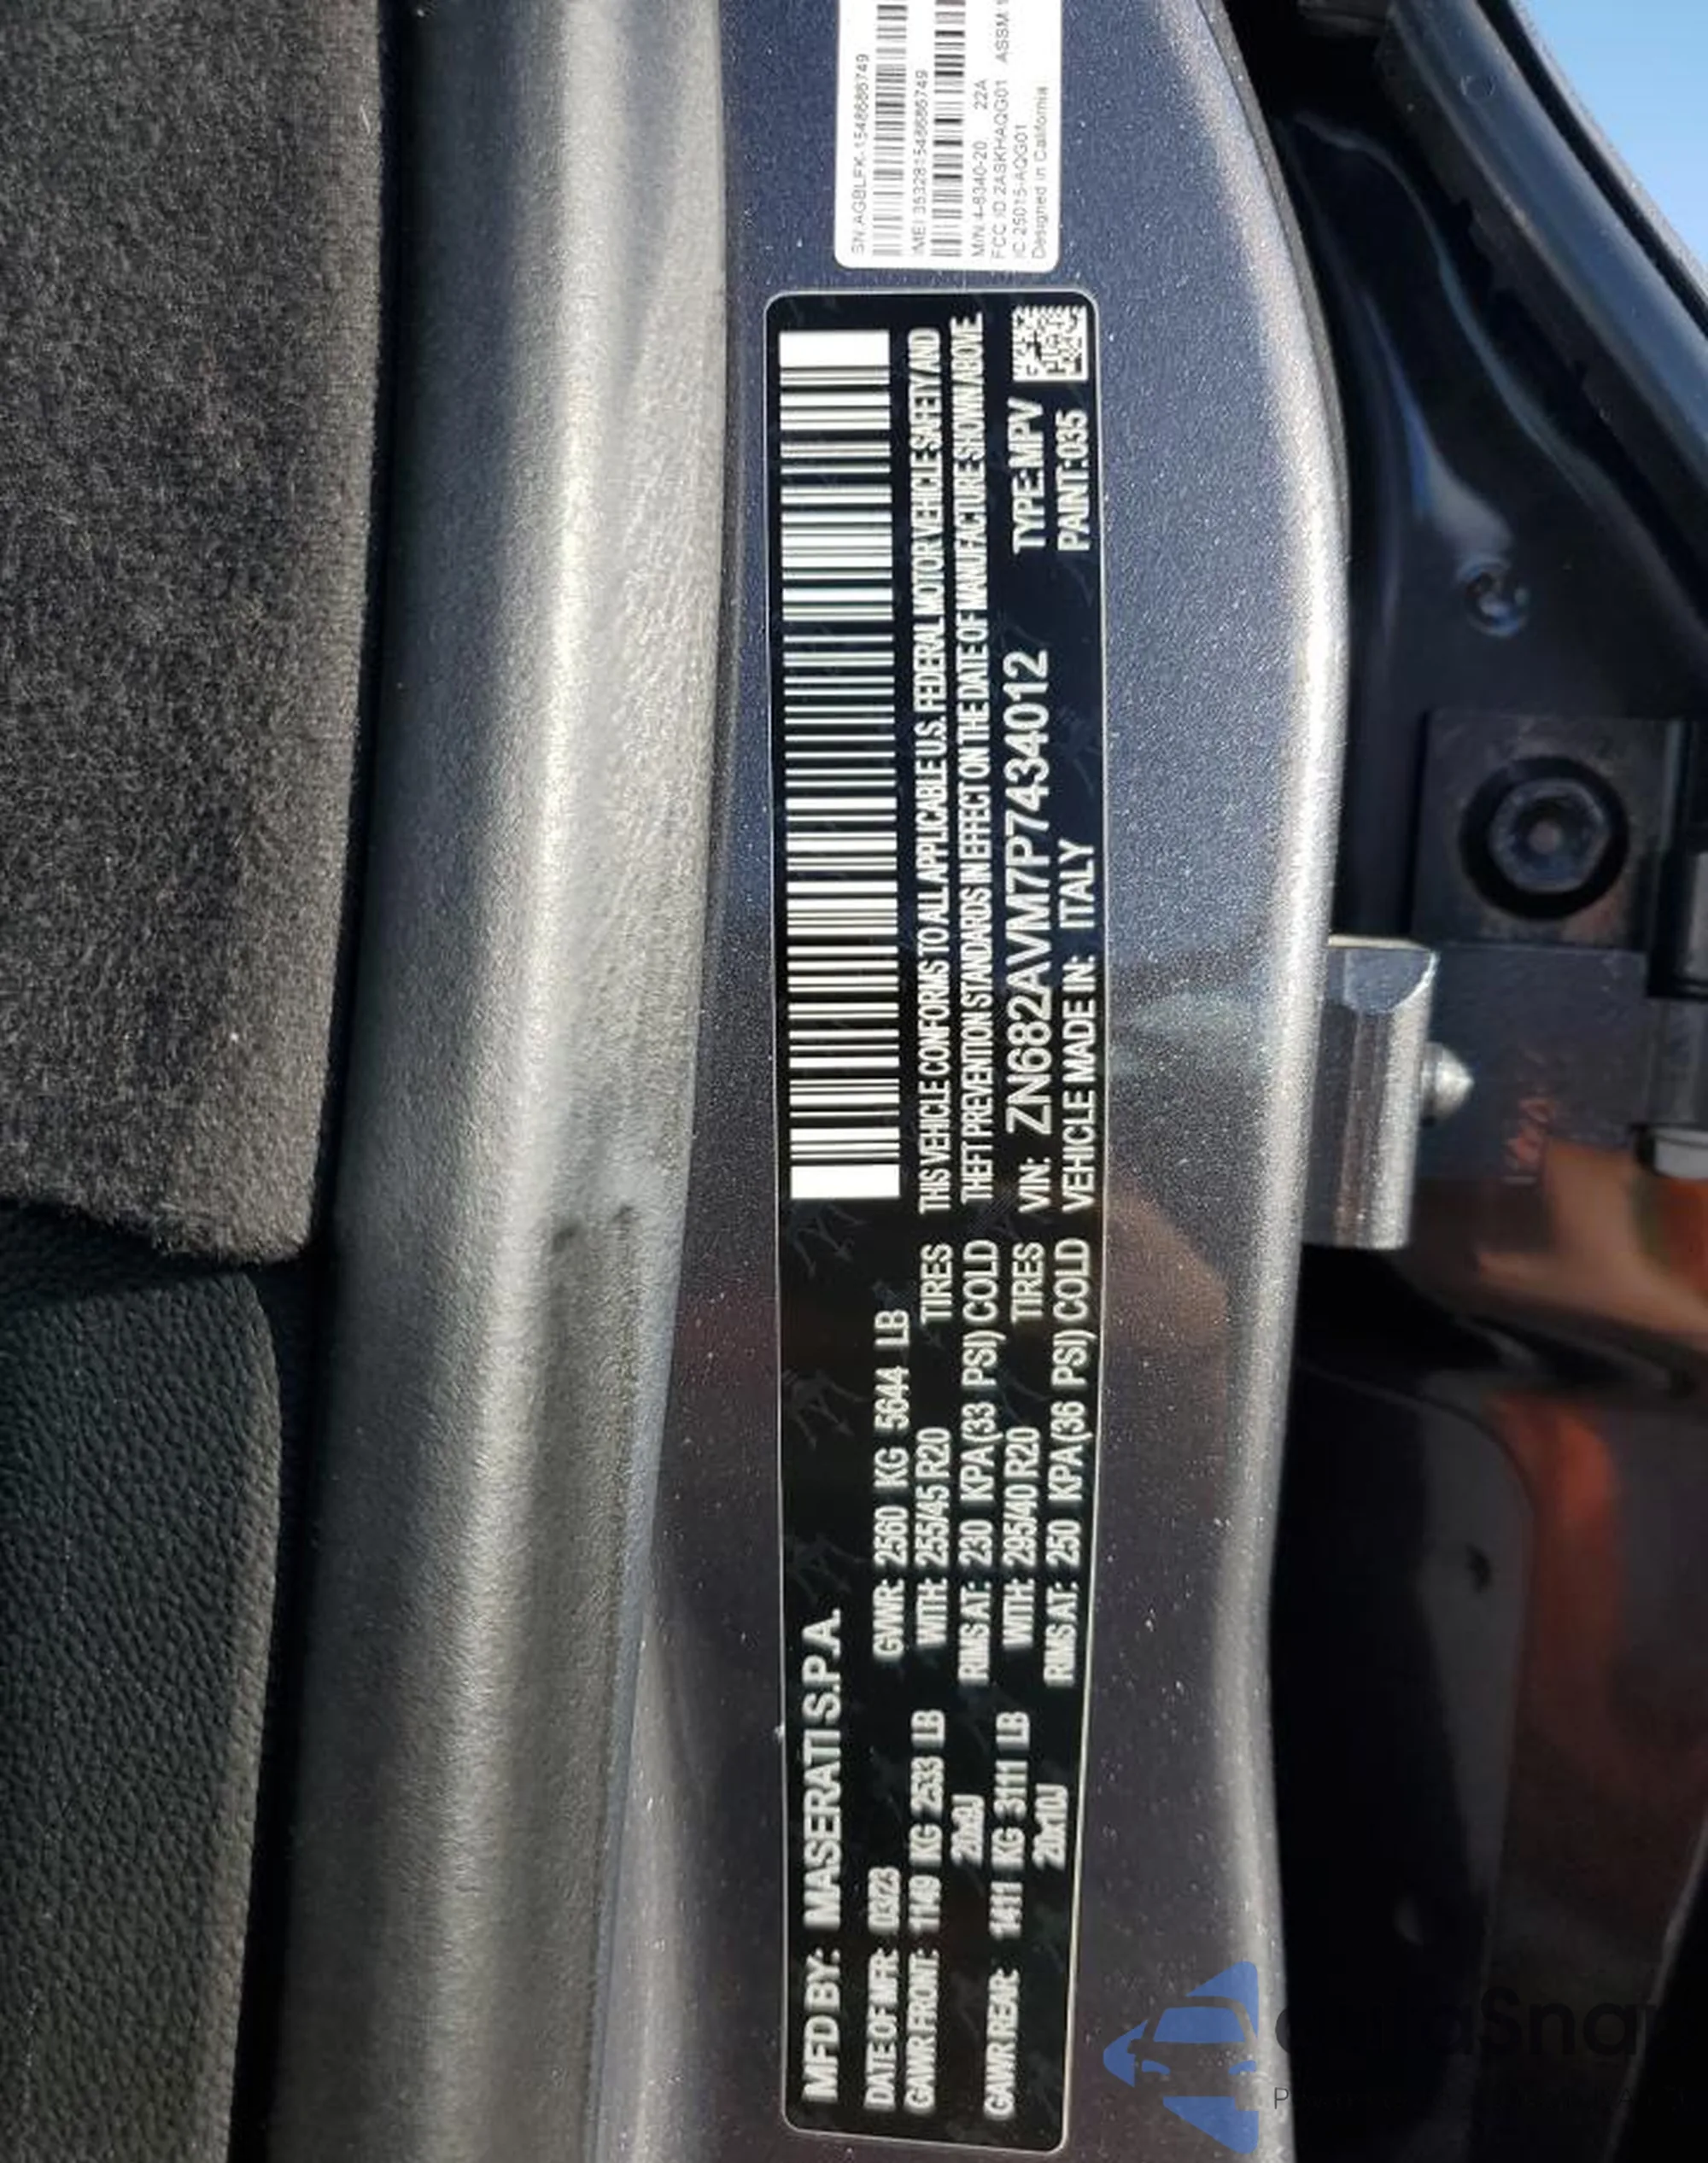 SN:AGBLFK-1548686749
IMEI 353281548686749
M/N 4-8340-20 22A
FCC ID 2ASKHAQG01 ASSM
IC 25015-AQG01
Designed in California
MFD BY: MASERATI S.P.A.
DATE OF MFR: 03/23
GVWR: 2560 KG 5644 LB
GAWR FRONT: 1149 KG 2533 LB WITH: 255/45 R20 TIRES
20x9J RIMS AT: 230 KPA (33 PSI) COLD
GAWR REAR: 1411 KG 3111 LB WITH: 295/40 R20 TIRES
20x10J RIMS AT: 250 KPA (36 PSI) COLD
THIS VEHICLE CONFORMS TO ALL APPLICABLE U.S. FEDERAL MOTOR VEHICLE SAFETY AND
THEFT PREVENTION STANDARDS IN EFFECT ON THE DATE OF MANUFACTURE SHOWN ABOVE.
VIN: ZN682AVM7P7434012 TYPE: MPV
VEHICLE MADE IN: ITALY PAINT: 035